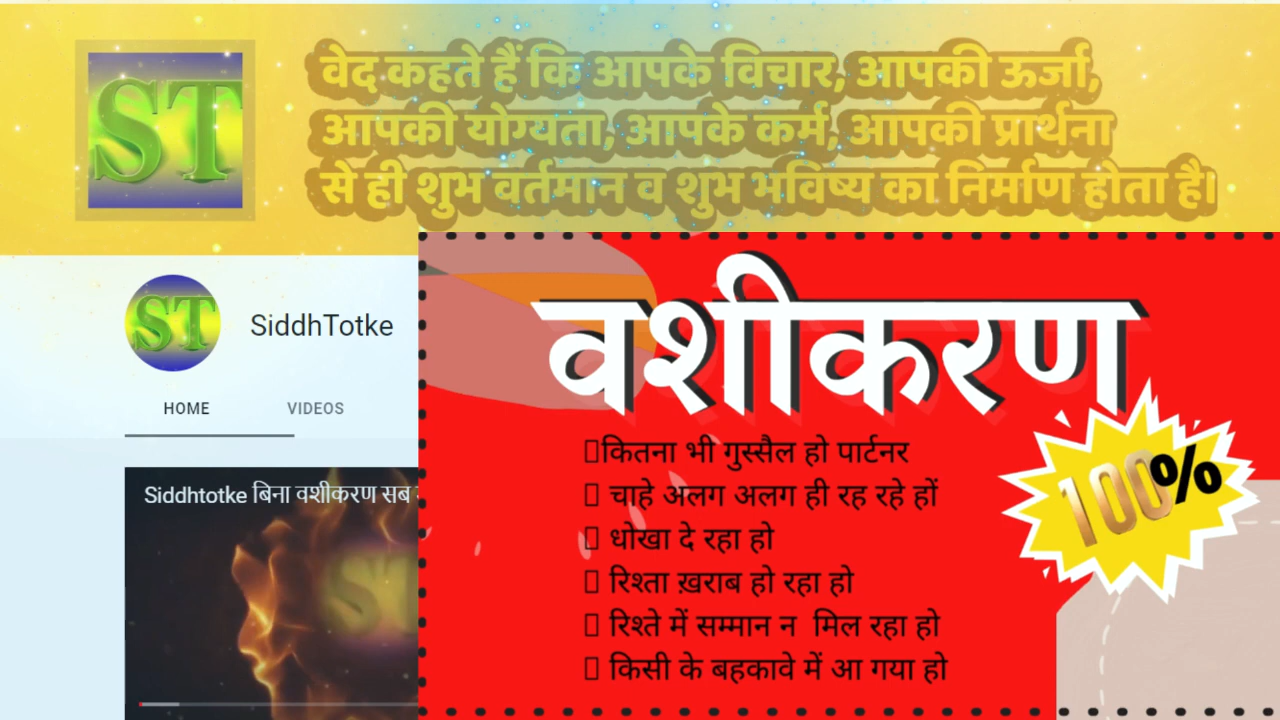 ST
वेद कहते हैं कि आपके विचार, आपकी ऊर्जा,
आपकी योग्यता, आपके कर्म, आपकी प्रार्थना
से ही शुभ वर्तमान व शुभ भविष्य का निर्माण होता है।
ST
SiddhTotke
HOME VIDEOS
Siddhtotke बिना वशीकरण सब
ST
वशीकरण
100%
कितना भी गुस्सैल हो पार्टनर
चाहे अलग अलग ही रह रहे हों
धोखा दे रहा हो
रिश्ता ख़राब हो रहा हो
रिश्ते में सम्मान न मिल रहा हो
किसी के बहकावे में आ गया हो